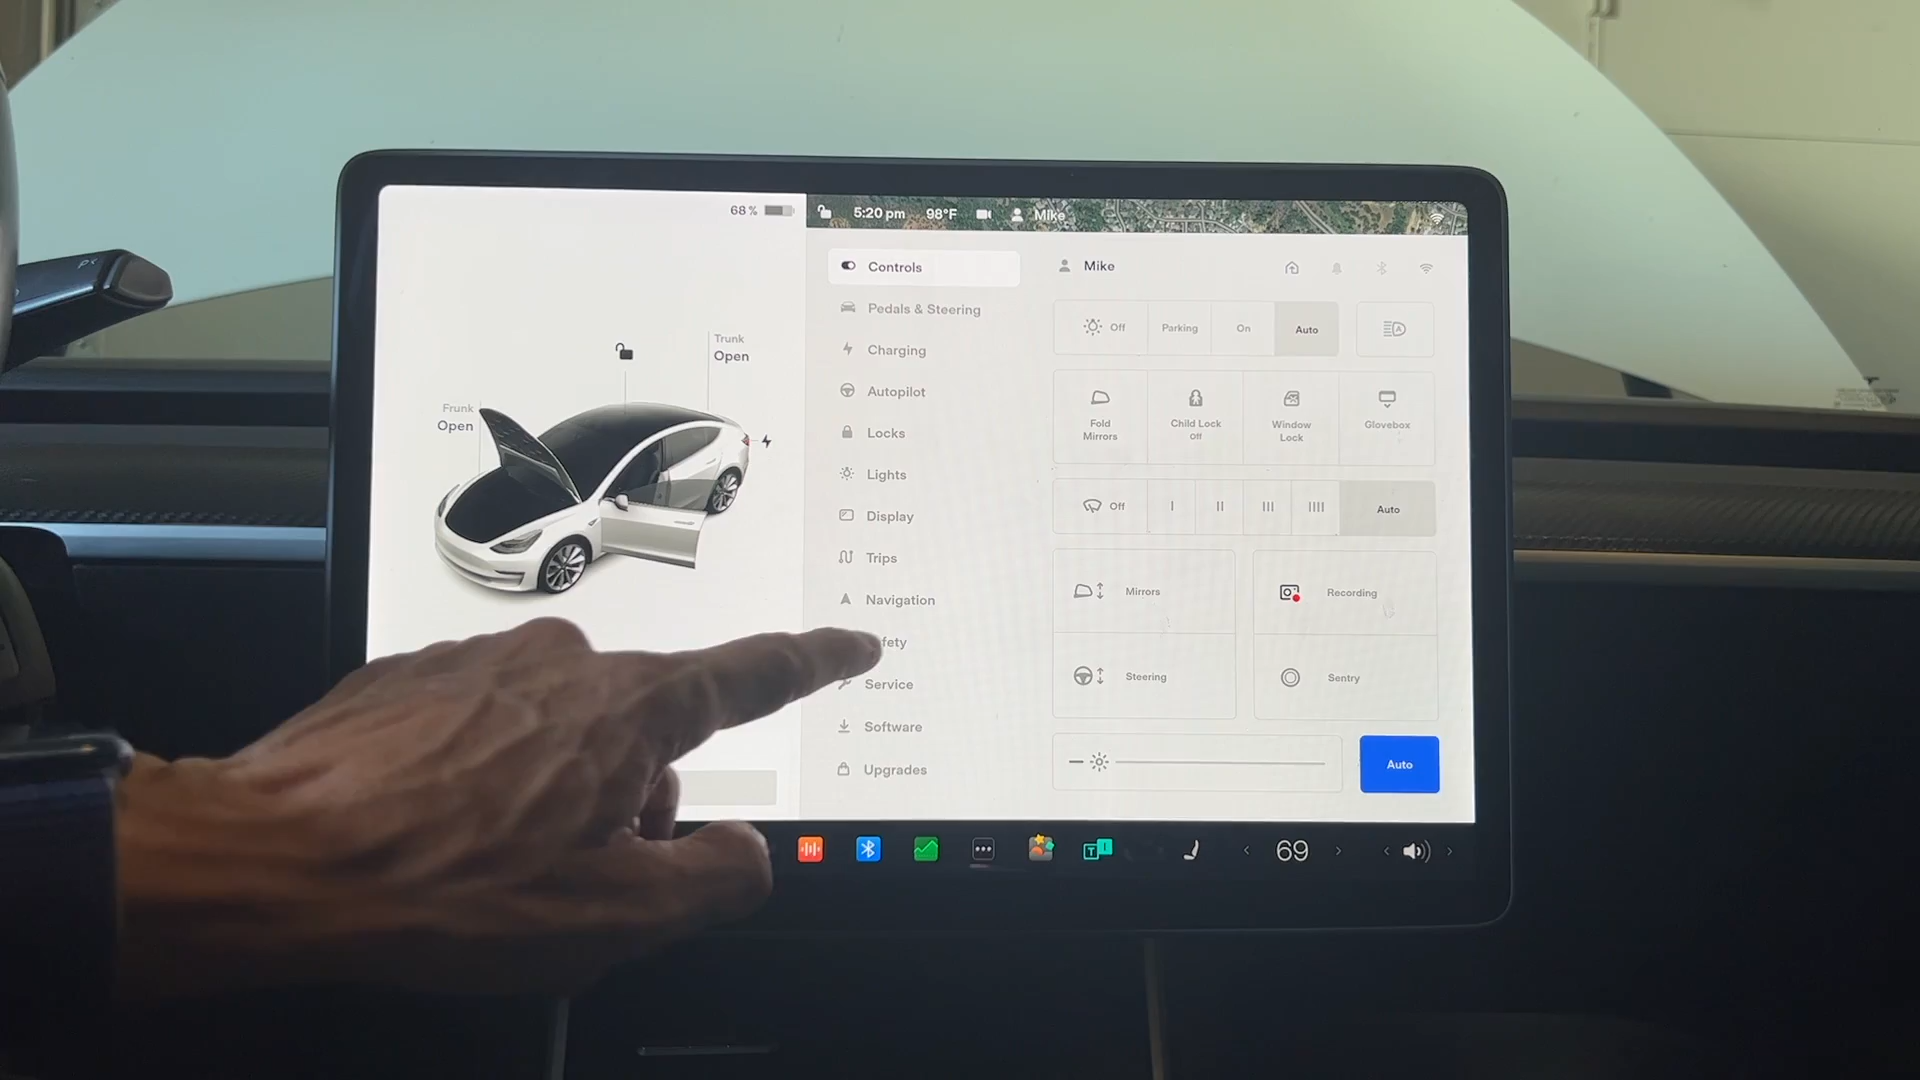 68 %
5:20 pm 98°F Mike
Trunk
Open
Frunk
Open
Controls
Pedals & Steering
Charging
Autopilot
Locks
Lights
Display
Trips
Navigation
fety
Service
Software
Upgrades
Mike
Off Parking On Auto
Fold
Mirrors
Child Lock
Off
Window
Lock
Glovebox
Off I II III IIII Auto
Mirrors
Recording
Steering
Sentry
Auto
69
P